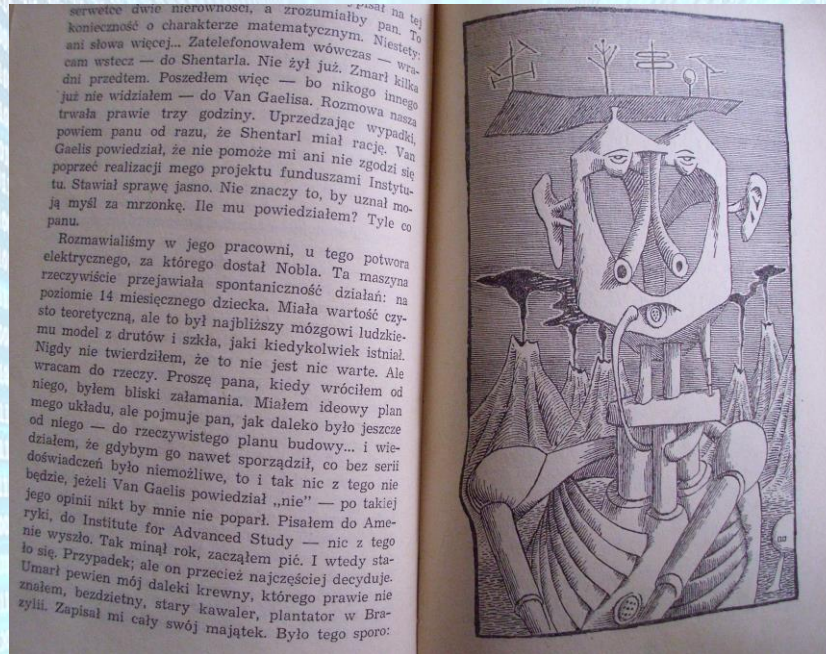 serwetce dwie nierówności, a zrozumiałby pan. To
konieczność o charakterze matematycznym. Niestety:
ani słowa więcej... Zatelefonowałem wówczas — wra-
cam wstecz — do Shentarla. Nie żył już. Zmarł kilka
dni przedtem. Poszedłem więc — bo nikogo innego
już nie widziałem — do Van Gaelisa. Rozmowa nasza
trwała prawie trzy godziny. Uprzedzając wypadki,
powiem panu od razu, że Shentarl miał rację. Van
Gaelis powiedział, że nie pomoże mi ani nie zgodzi się
poprzeć realizacji mego projektu funduszami Instytu-
tu. Stawiał sprawę jasno. Nie znaczy to, by uznał mo-
ją myśl za mrzonkę. Ile mu powiedziałem? Tyle co
panu.
Rozmawialiśmy w jego pracowni, u tego potwora
elektrycznego, za którego dostał Nobla. Ta maszyna
rzeczywiście przejawiała spontaniczność działań: na
poziomie 14 miesięcznego dziecka. Miała wartość czy-
sto teoretyczną, ale to był najbliższy mózgowi ludzkie-
mu model z drutów i szkła, jaki kiedykolwiek istniał.
Nigdy nie twierdziłem, że to nie jest nic warte. Ale
wracam do rzeczy. Proszę pana, kiedy wróciłem od
niego, byłem bliski załamania. Miałem ideowy plan
mego układu, ale pojmuje pan, jak daleko było jeszcze
od niego — do rzeczywistego planu budowy... i wie-
działem, że gdybym go nawet sporządził, co bez serii
doświadczeń było niemożliwe, to i tak nic z tego nie
będzie, jeżeli Van Gaelis powiedział „nie” — po takiej
jego opinii nikt by mnie nie poparł. Pisałem do Ame-
ryki, do Institute for Advanced Study — nic z tego
nie wyszło. Tak minął rok, zacząłem pić. I wtedy sta-
ło się. Przypadek; ale on przecież najczęściej decyduje.
Umarł pewien mój daleki krewny, którego prawie nie
znałem, bezdzietny, stary kawaler, plantator w Bra-
zylii. Zapisał mi cały swój majątek. Było tego sporo: